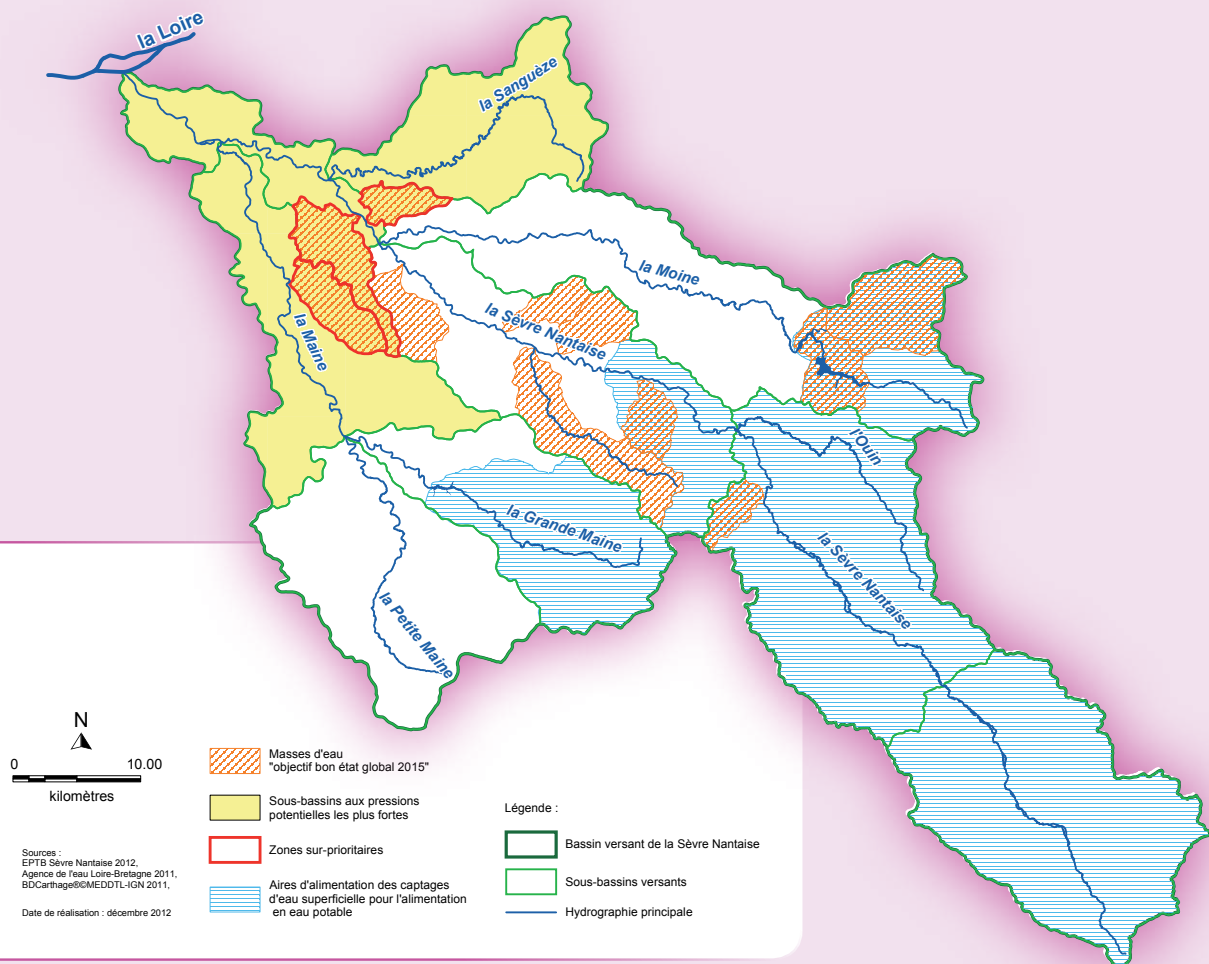 la Loire
la Sanguèze
la Moine
la Sèvre Nantaise
la Maine
l'Ouin
la Grande Maine
la Sèvre Nantaise
la Petite Maine
N
0 10.00
kilomètres
Sources :
EPTB Sèvre Nantaise 2012,
Agence de l'eau Loire-Bretagne 2011,
BDCarthage®©MEDDTL-IGN 2011,
Date de réalisation : décembre 2012
Masses d'eau
"objectif bon état global 2015"
Sous-bassins aux pressions
potentielles les plus fortes
Zones sur-prioritaires
Aires d'alimentation des captages
d'eau superficielle pour l'alimentation
en eau potable
Légende :
Bassin versant de la Sèvre Nantaise
Sous-bassins versants
Hydrographie principale